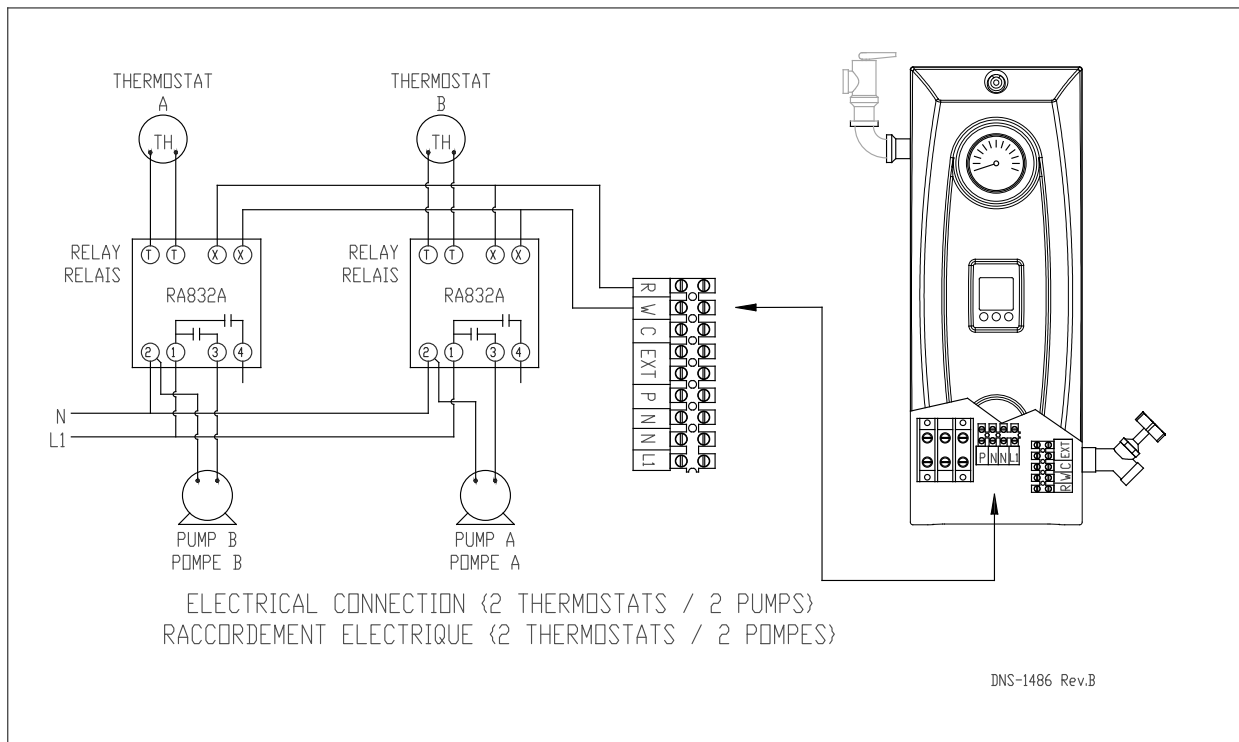 THERMOSTAT
A
TH
THERMOSTAT
B
TH
RELAY
RELAIS
T T X X
RA832A
2 1 3 4
RELAY
RELAIS
T T X X
RA832A
2 1 3 4
N
L1
PUMP B
POMPE B
PUMP A
POMPE A
R
W
C
EXT
P
N
N
L1
P N N L1
R W C EXT
ELECTRICAL CONNECTION {2 THERMOSTATS / 2 PUMPS}
RACCORDEMENT ELECTRIQUE {2 THERMOSTATS / 2 POMPES}
DNS-1486 Rev.B